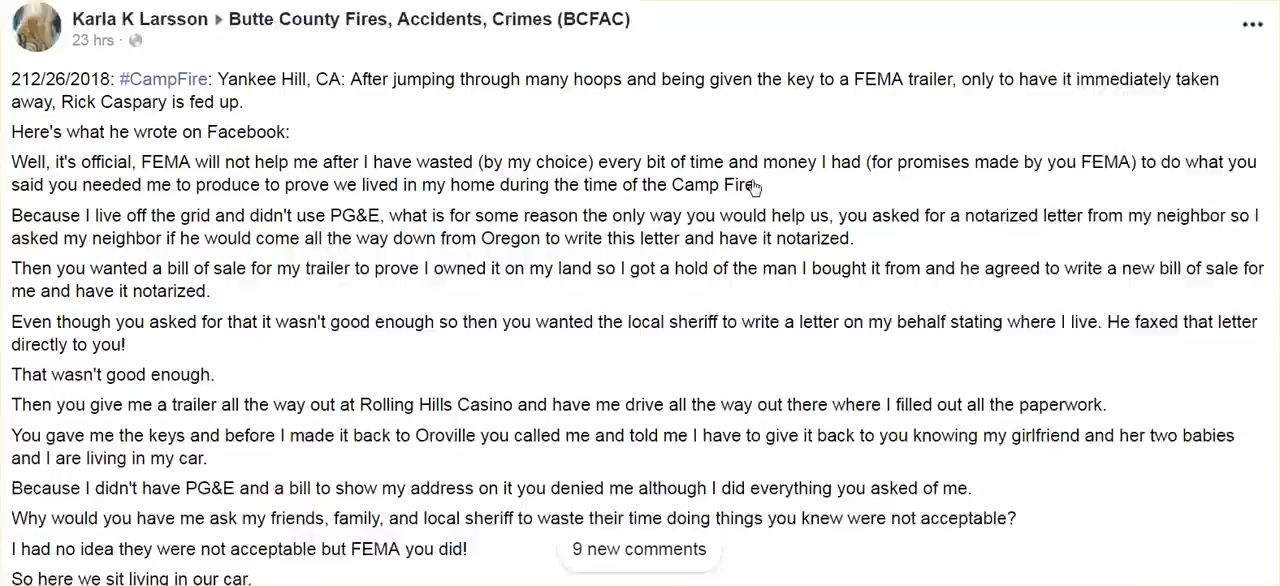 Karla K Larsson ▸ Butte County Fires, Accidents, Crimes (BCFAC)
23 hrs ·
212/26/2018: #CampFire: Yankee Hill, CA: After jumping through many hoops and being given the key to a FEMA trailer, only to have it immediately taken
away, Rick Caspary is fed up.
Here's what he wrote on Facebook:
Well, it's official, FEMA will not help me after I have wasted (by my choice) every bit of time and money I had (for promises made by you FEMA) to do what you
said you needed me to produce to prove we lived in my home during the time of the Camp Fire
Because I live off the grid and didn't use PG&E, what is for some reason the only way you would help us, you asked for a notarized letter from my neighbor so I
asked my neighbor if he would come all the way down from Oregon to write this letter and have it notarized.
Then you wanted a bill of sale for my trailer to prove I owned it on my land so I got a hold of the man I bought it from and he agreed to write a new bill of sale for
me and have it notarized.
Even though you asked for that it wasn't good enough so then you wanted the local sheriff to write a letter on my behalf stating where I live. He faxed that letter
directly to you!
That wasn't good enough.
Then you give me a trailer all the way out at Rolling Hills Casino and have me drive all the way out there where I filled out all the paperwork.
You gave me the keys and before I made it back to Oroville you called me and told me I have to give it back to you knowing my girlfriend and her two babies
and I are living in my car.
Because I didn't have PG&E and a bill to show my address on it you denied me although I did everything you asked of me.
Why would you have me ask my friends, family, and local sheriff to waste their time doing things you knew were not acceptable?
I had no idea they were not acceptable but FEMA you did!
9 new comments
So here we sit living in our car.